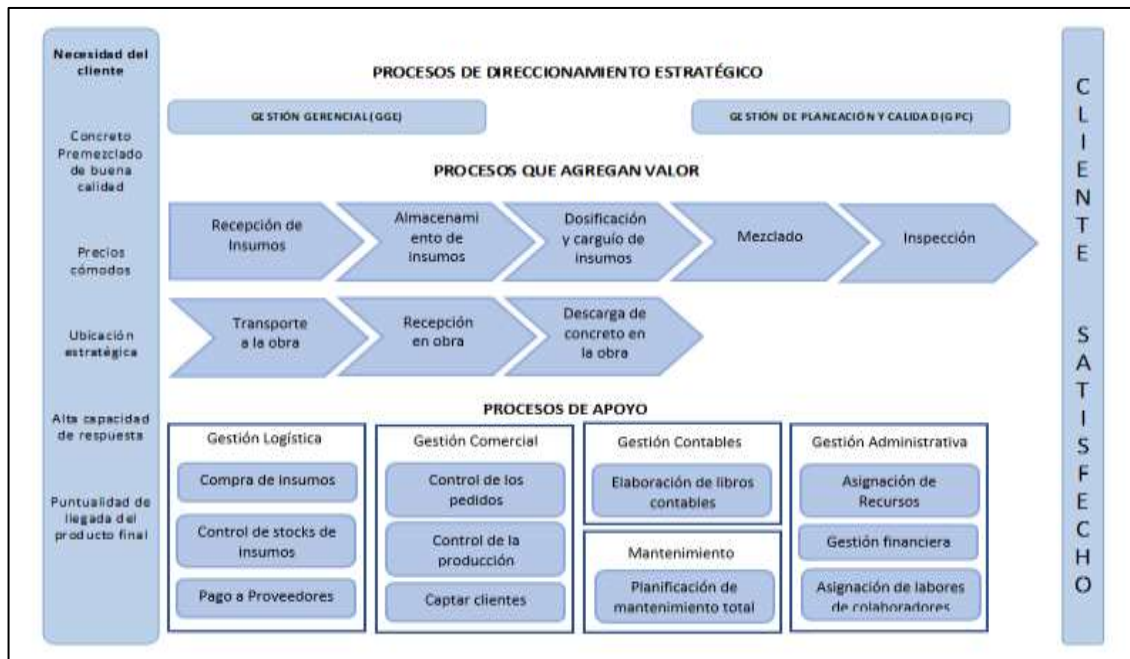 Necesidad del
cliente
Concreto
Premezclado
de buena
calidad
Precios
cómodos
Ubicación
estratégica
Alta capacidad
de respuesta
Puntualidad de
llegada del
producto final
PROCESOS DE DIRECCIONAMIENTO ESTRATÉGICO
GESTIÓN GERENCIAL(GGE)
GESTIÓN DE PLANEACIÓN Y CALIDAD(GPC)
PROCESOS QUE AGREGAN VALOR
Recepción de
Insumos
Almacenami
ento de
insumos
Dosificación
y carguío de
insumos
Mezclado
Inspección
Transporte
a la obra
Recepción
en obra
Descarga de
concreto en
la obra
PROCESOS DE APOYO
Gestión Logística
Compra de insumos
Control de stocks de
insumos
Pago a Proveedores
Gestión Comercial
Control de los
pedidos
Control de la
producción
Captar clientes
Gestión Contables
Elaboración de libros
contables
Mantenimiento
Planificación de
mantenimiento total
Gestión Administrativa
Asignación de
Recursos
Gestión financiera
Asignación de labores
de colaboradores
CLIENTE SATISFECHO